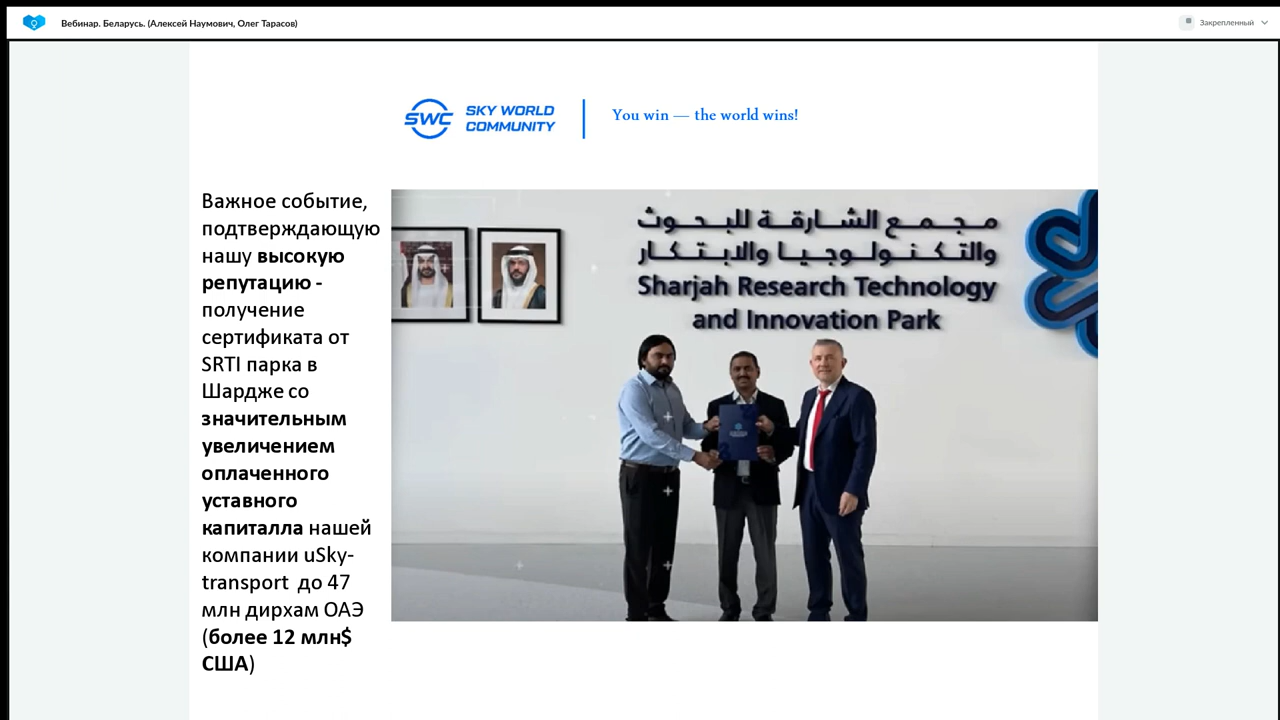 Вебинар. Беларусь. (Алексей Наумович, Олег Тарасов)
Закрепленный
SWC
SKY WORLD
COMMUNITY
You win — the world wins!
Важное событие,
подтверждающую
нашу высокую
репутацию -
получение
сертификата от
SRTI парка в
Шардже со
значительным
увеличением
оплаченного
уставного
капиталла нашей
компании uSky-
transport до 47
млн дирхам ОАЭ
(более 12 млн$
США)
مجمع الشارقة للبحوث
والتكنولوجيا والابتكار
Sharjah Research Technology
and Innovation Park